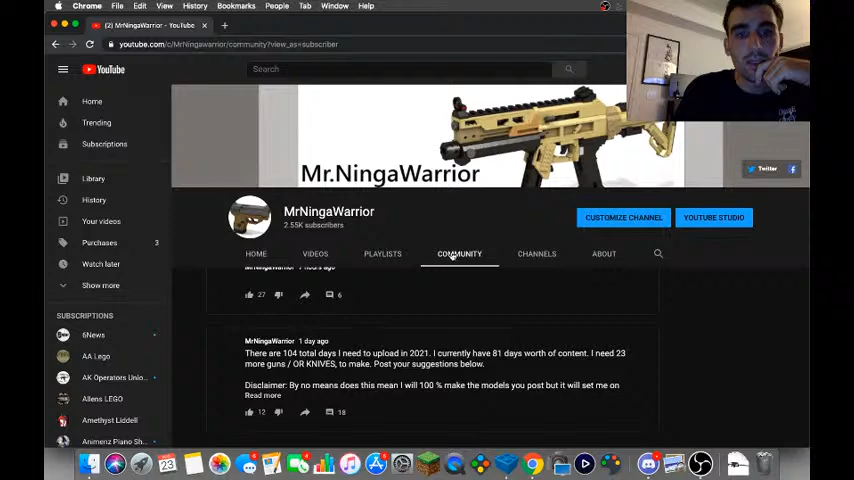 Chrome File Edit View History Bookmarks People Tab Window Help
(2) MrNingaWarrior - YouTube
youtube.com/c/MrNingawarrior/community?view_as=subscriber
YouTube
Search
Home
Trending
Subscriptions
Library
History
Your videos
Purchases 3
Watch later
Show more
SUBSCRIPTIONS
6News
AA Lego
AK Operators Unio...
Allens LEGO
Amethyst Liddell
Animenz Piano Sh...
Mr.NingaWarrior
Twitter
MrNingaWarrior
2.55K subscribers
CUSTOMIZE CHANNEL
YOUTUBE STUDIO
HOME VIDEOS PLAYLISTS COMMUNITY CHANNELS ABOUT
MrNingaWarrior 7 hours ago
27 6
MrNingaWarrior 1 day ago
There are 104 total days I need to upload in 2021. I currently have 81 days worth of content. I need 23
more guns / OR KNIVES, to make. Post your suggestions below.
Disclaimer: By no means does this mean I will 100 % make the models you post but it will set me on
Read more
12 18